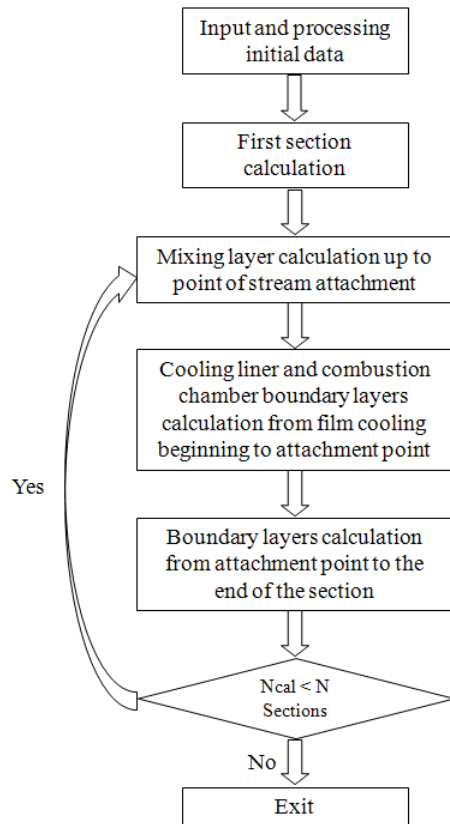 Input and processing
initial data
First section
calculation
Mixing layer calculation up to
point of stream attachment
Cooling liner and combustion
chamber boundary layers
calculation from film cooling
beginning to attachment point
Yes
Boundary layers calculation
from attachment point to the
end of the section
Ncal < N
Sections
No
Exit